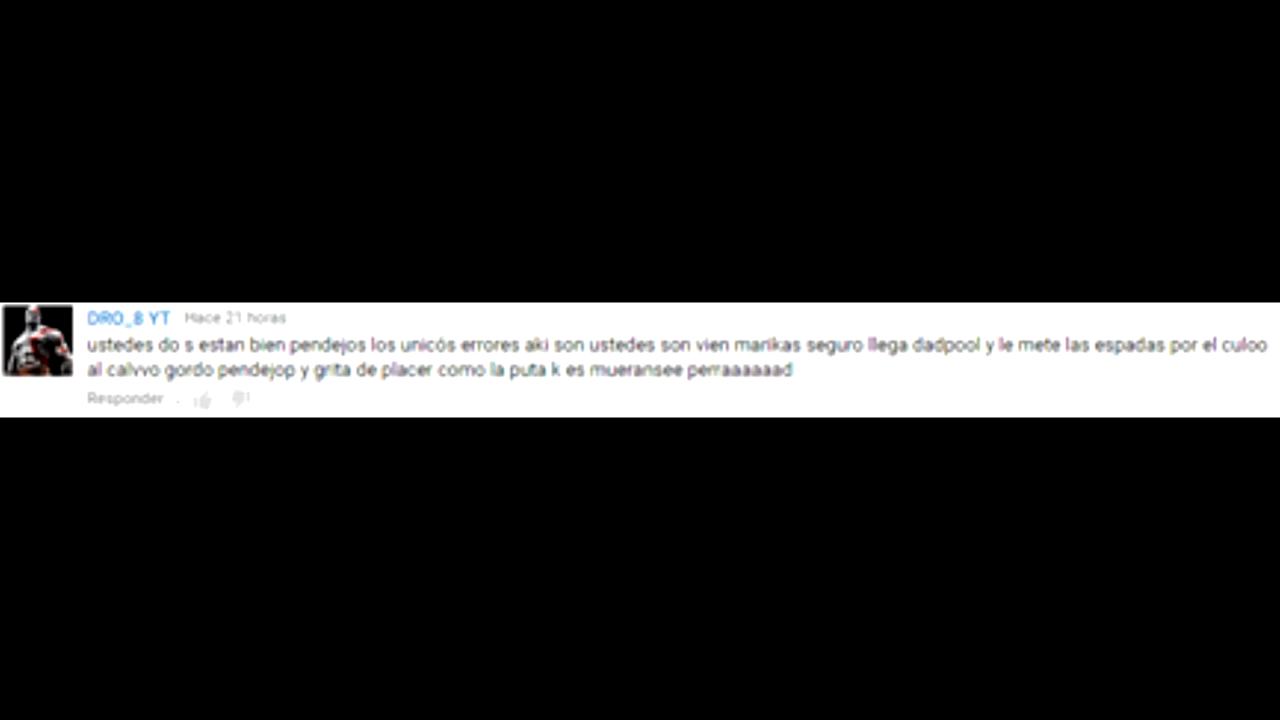 DRO_8 YT Hace 21 horas
ustedes do s estan bien pendejos los unicós errores aki son ustedes son vien marikas seguro llega dadpool y le mete las espadas por el culoo
al calvvo gordo pendejop y grita de placer como la puta k es mueransee perraaaaaad
Responder .